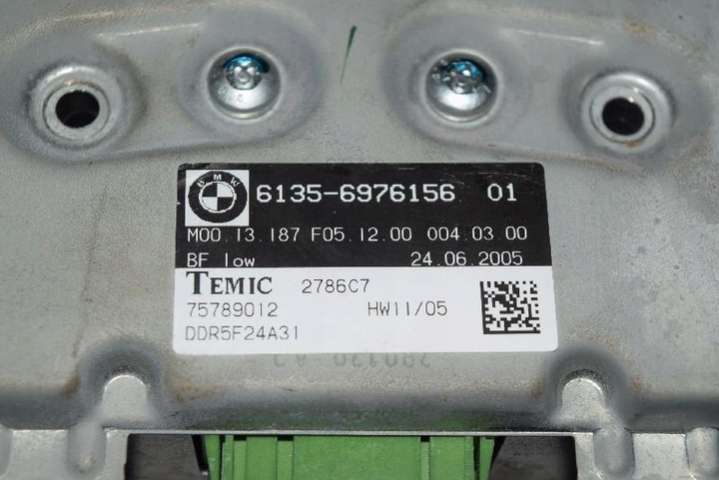 BMW
6135-6976156 01
M00.13.187 F05.12.00 004.03.00
BF low 24.06.2005
TEMIC 2786C7
75789012 HW11/05
DDR5F24A31